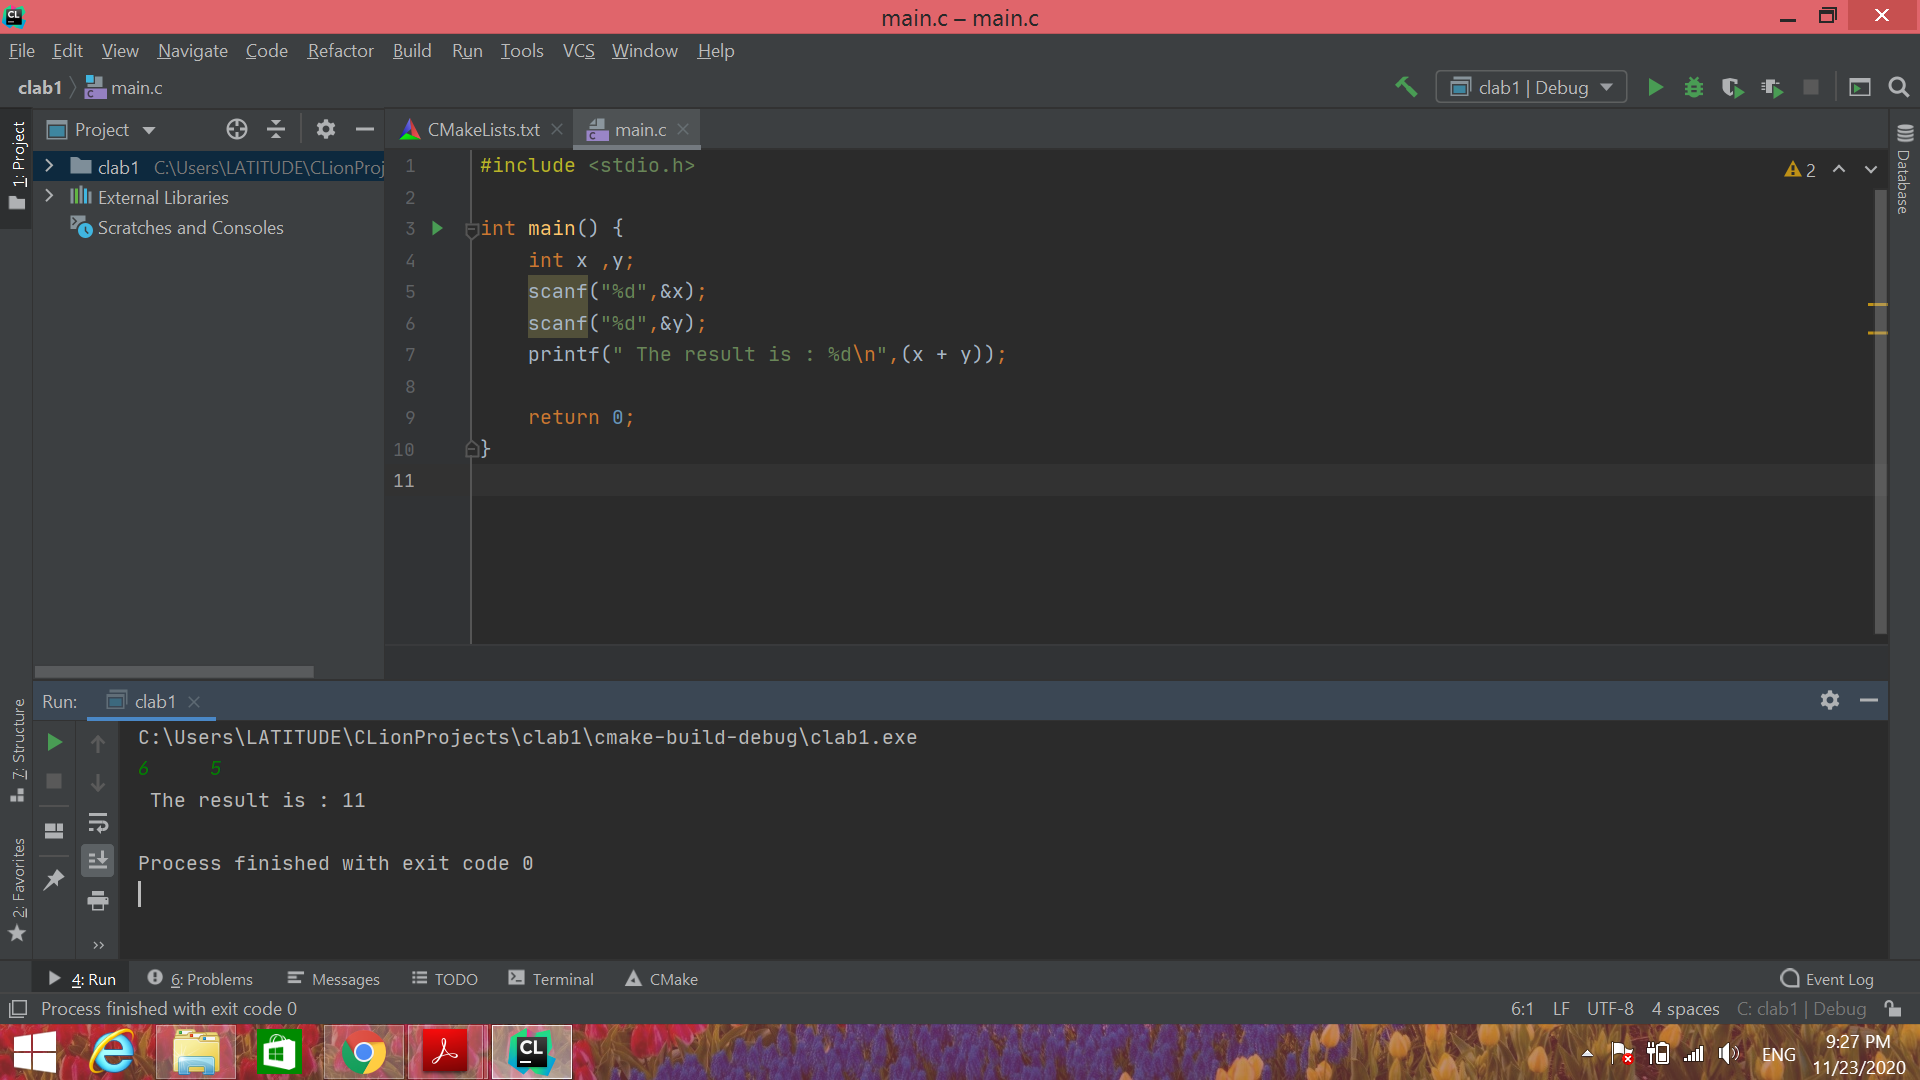 CL
main.c – main.c
File Edit View Navigate Code Refactor Build Run Tools VCS Window Help
clab1 main.c
clab1 | Debug
1: Project
Project
CMakeLists.txt
main.c
Database
clab1 C:\Users\LATITUDE\CLionProj
External Libraries
Scratches and Consoles
2
1 #include <stdio.h>
2
3 int main() {
4 int x ,y;
5 scanf("%d",&x);
6 scanf("%d",&y);
7 printf(" The result is : %d\n",(x + y));
8
9 return 0;
10 }
11
Run: clab1
7: Structure
2: Favorites
C:\Users\LATITUDE\CLionProjects\clab1\cmake-build-debug\clab1.exe
6 5
The result is : 11
Process finished with exit code 0
4: Run 6: Problems Messages TODO Terminal CMake Event Log
Process finished with exit code 0
6:1 LF UTF-8 4 spaces C: clab1 | Debug
CL
ENG
9:27 PM
11/23/2020